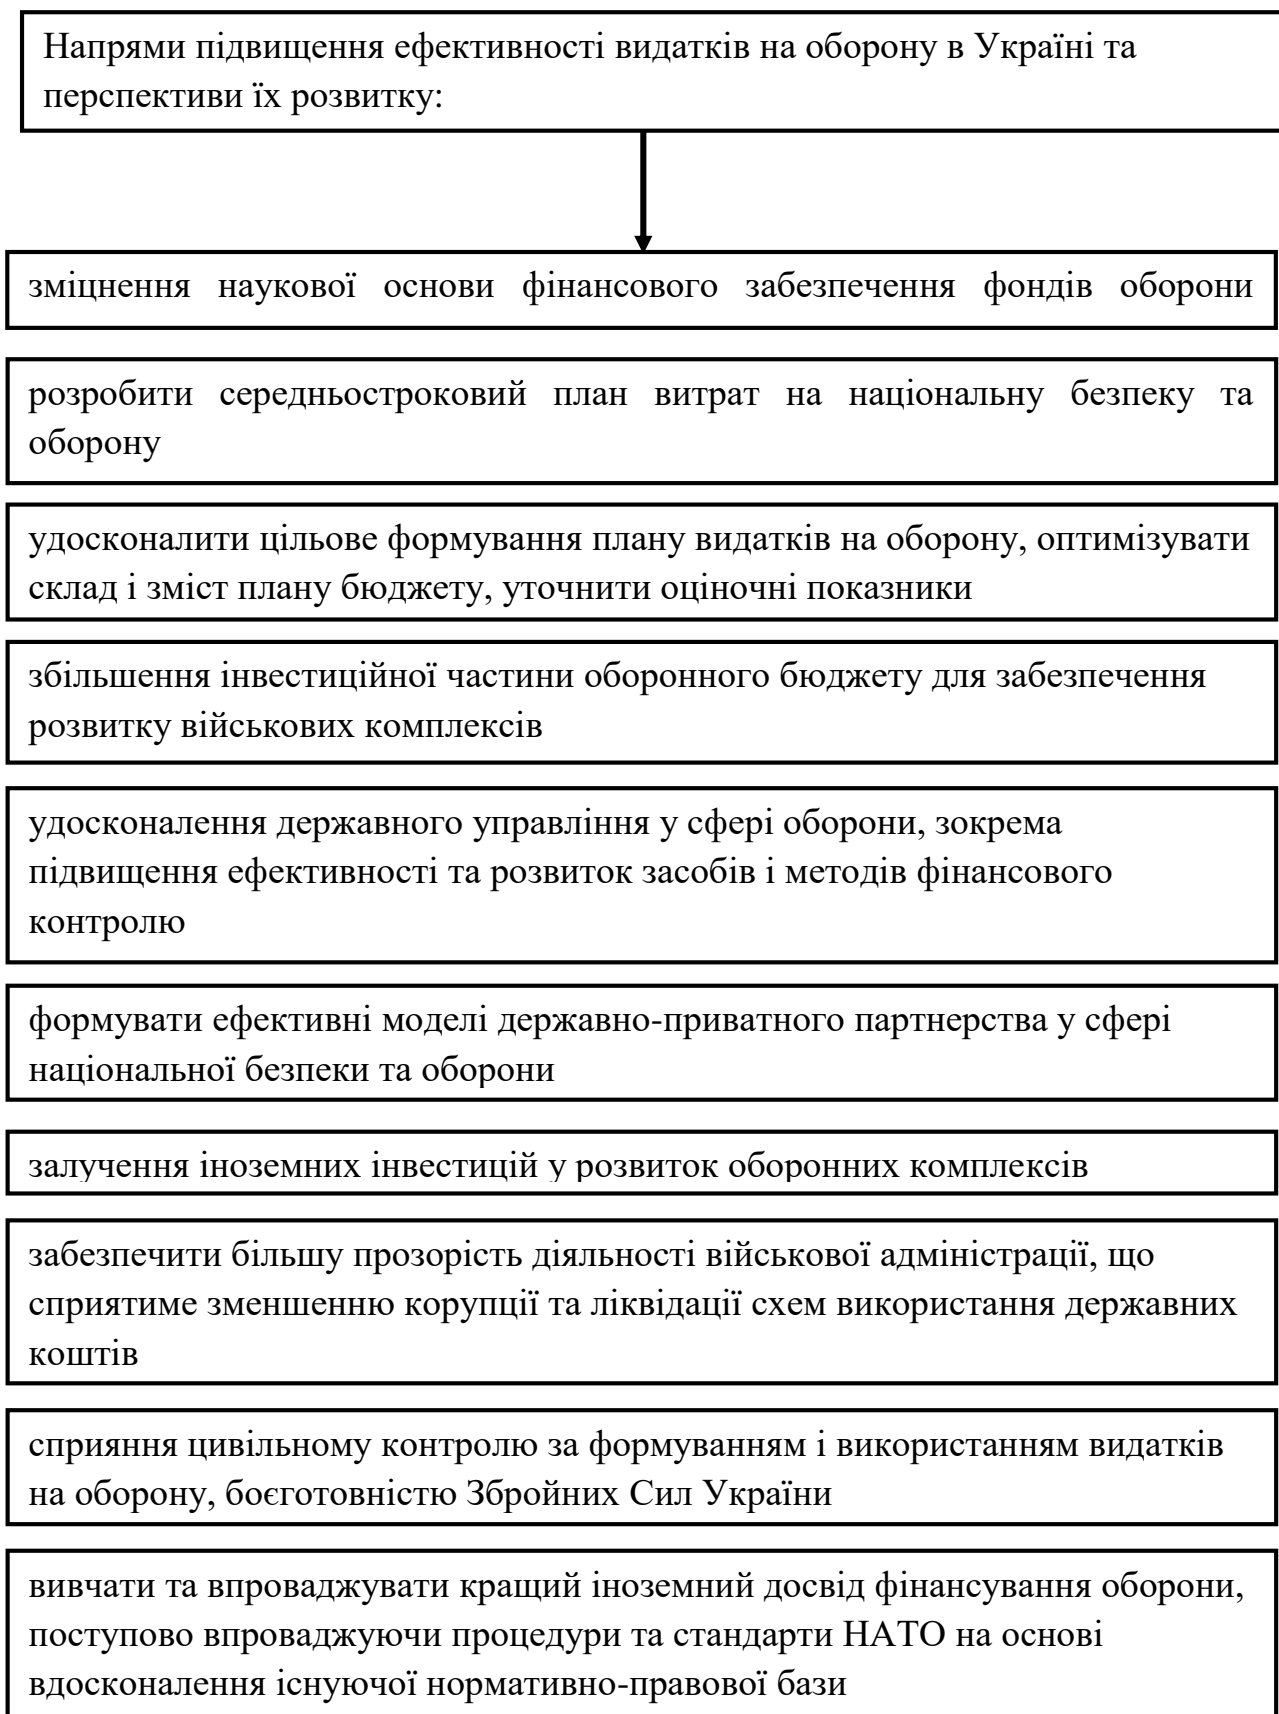 Напрями підвищення ефективності видатків на оборону в Україні та
перспективи їх розвитку:
зміцнення наукової основи фінансового забезпечення фондів оборони
розробити середньостроковий план витрат на національну безпеку та
оборону
удосконалити цільове формування плану видатків на оборону, оптимізувати
склад і зміст плану бюджету, уточнити оціночні показники
збільшення інвестиційної частини оборонного бюджету для забезпечення
розвитку військових комплексів
удосконалення державного управління у сфері оборони, зокрема
підвищення ефективності та розвиток засобів і методів фінансового
контролю
формувати ефективні моделі державно-приватного партнерства у сфері
національної безпеки та оборони
залучення іноземних інвестицій у розвиток оборонних комплексів
забезпечити більшу прозорість діяльності військової адміністрації, що
сприятиме зменшенню корупції та ліквідації схем використання державних
коштів
сприяння цивільному контролю за формуванням і використанням видатків
на оборону, боєготовністю Збройних Сил України
вивчати та впроваджувати кращий іноземний досвід фінансування оборони,
поступово впроваджуючи процедури та стандарти НАТО на основі
вдосконалення існуючої нормативно-правової бази